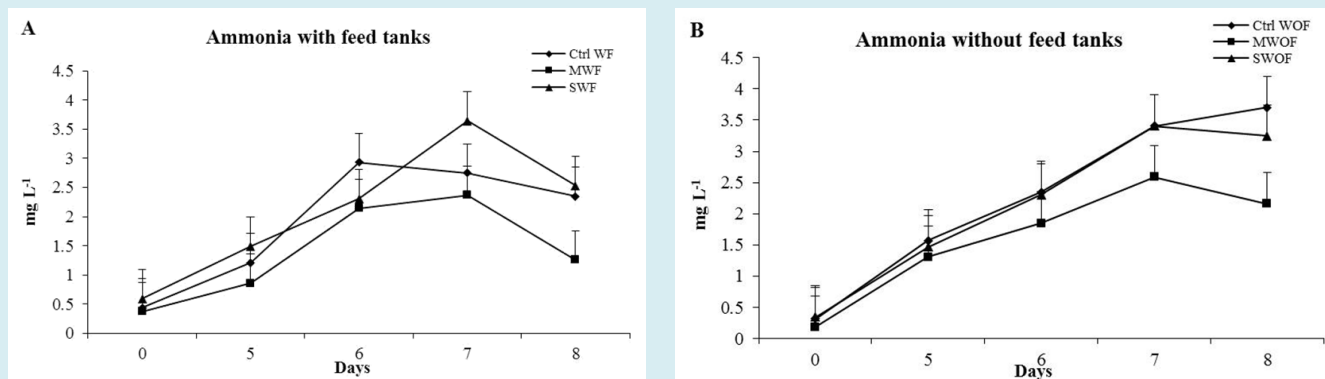 A
Ammonia with feed tanks
Ctrl WF
MWF
SWF
4.5
4
3.5
3
2.5
2
1.5
1
0.5
0
mg L-1
0 5 6 7 8
Days
B
Ammonia without feed tanks
Ctrl WOF
MWOF
SWOF
4.5
4
3.5
3
2.5
2
1.5
1
0.5
0
mg L-1
0 5 6 7 8
Days